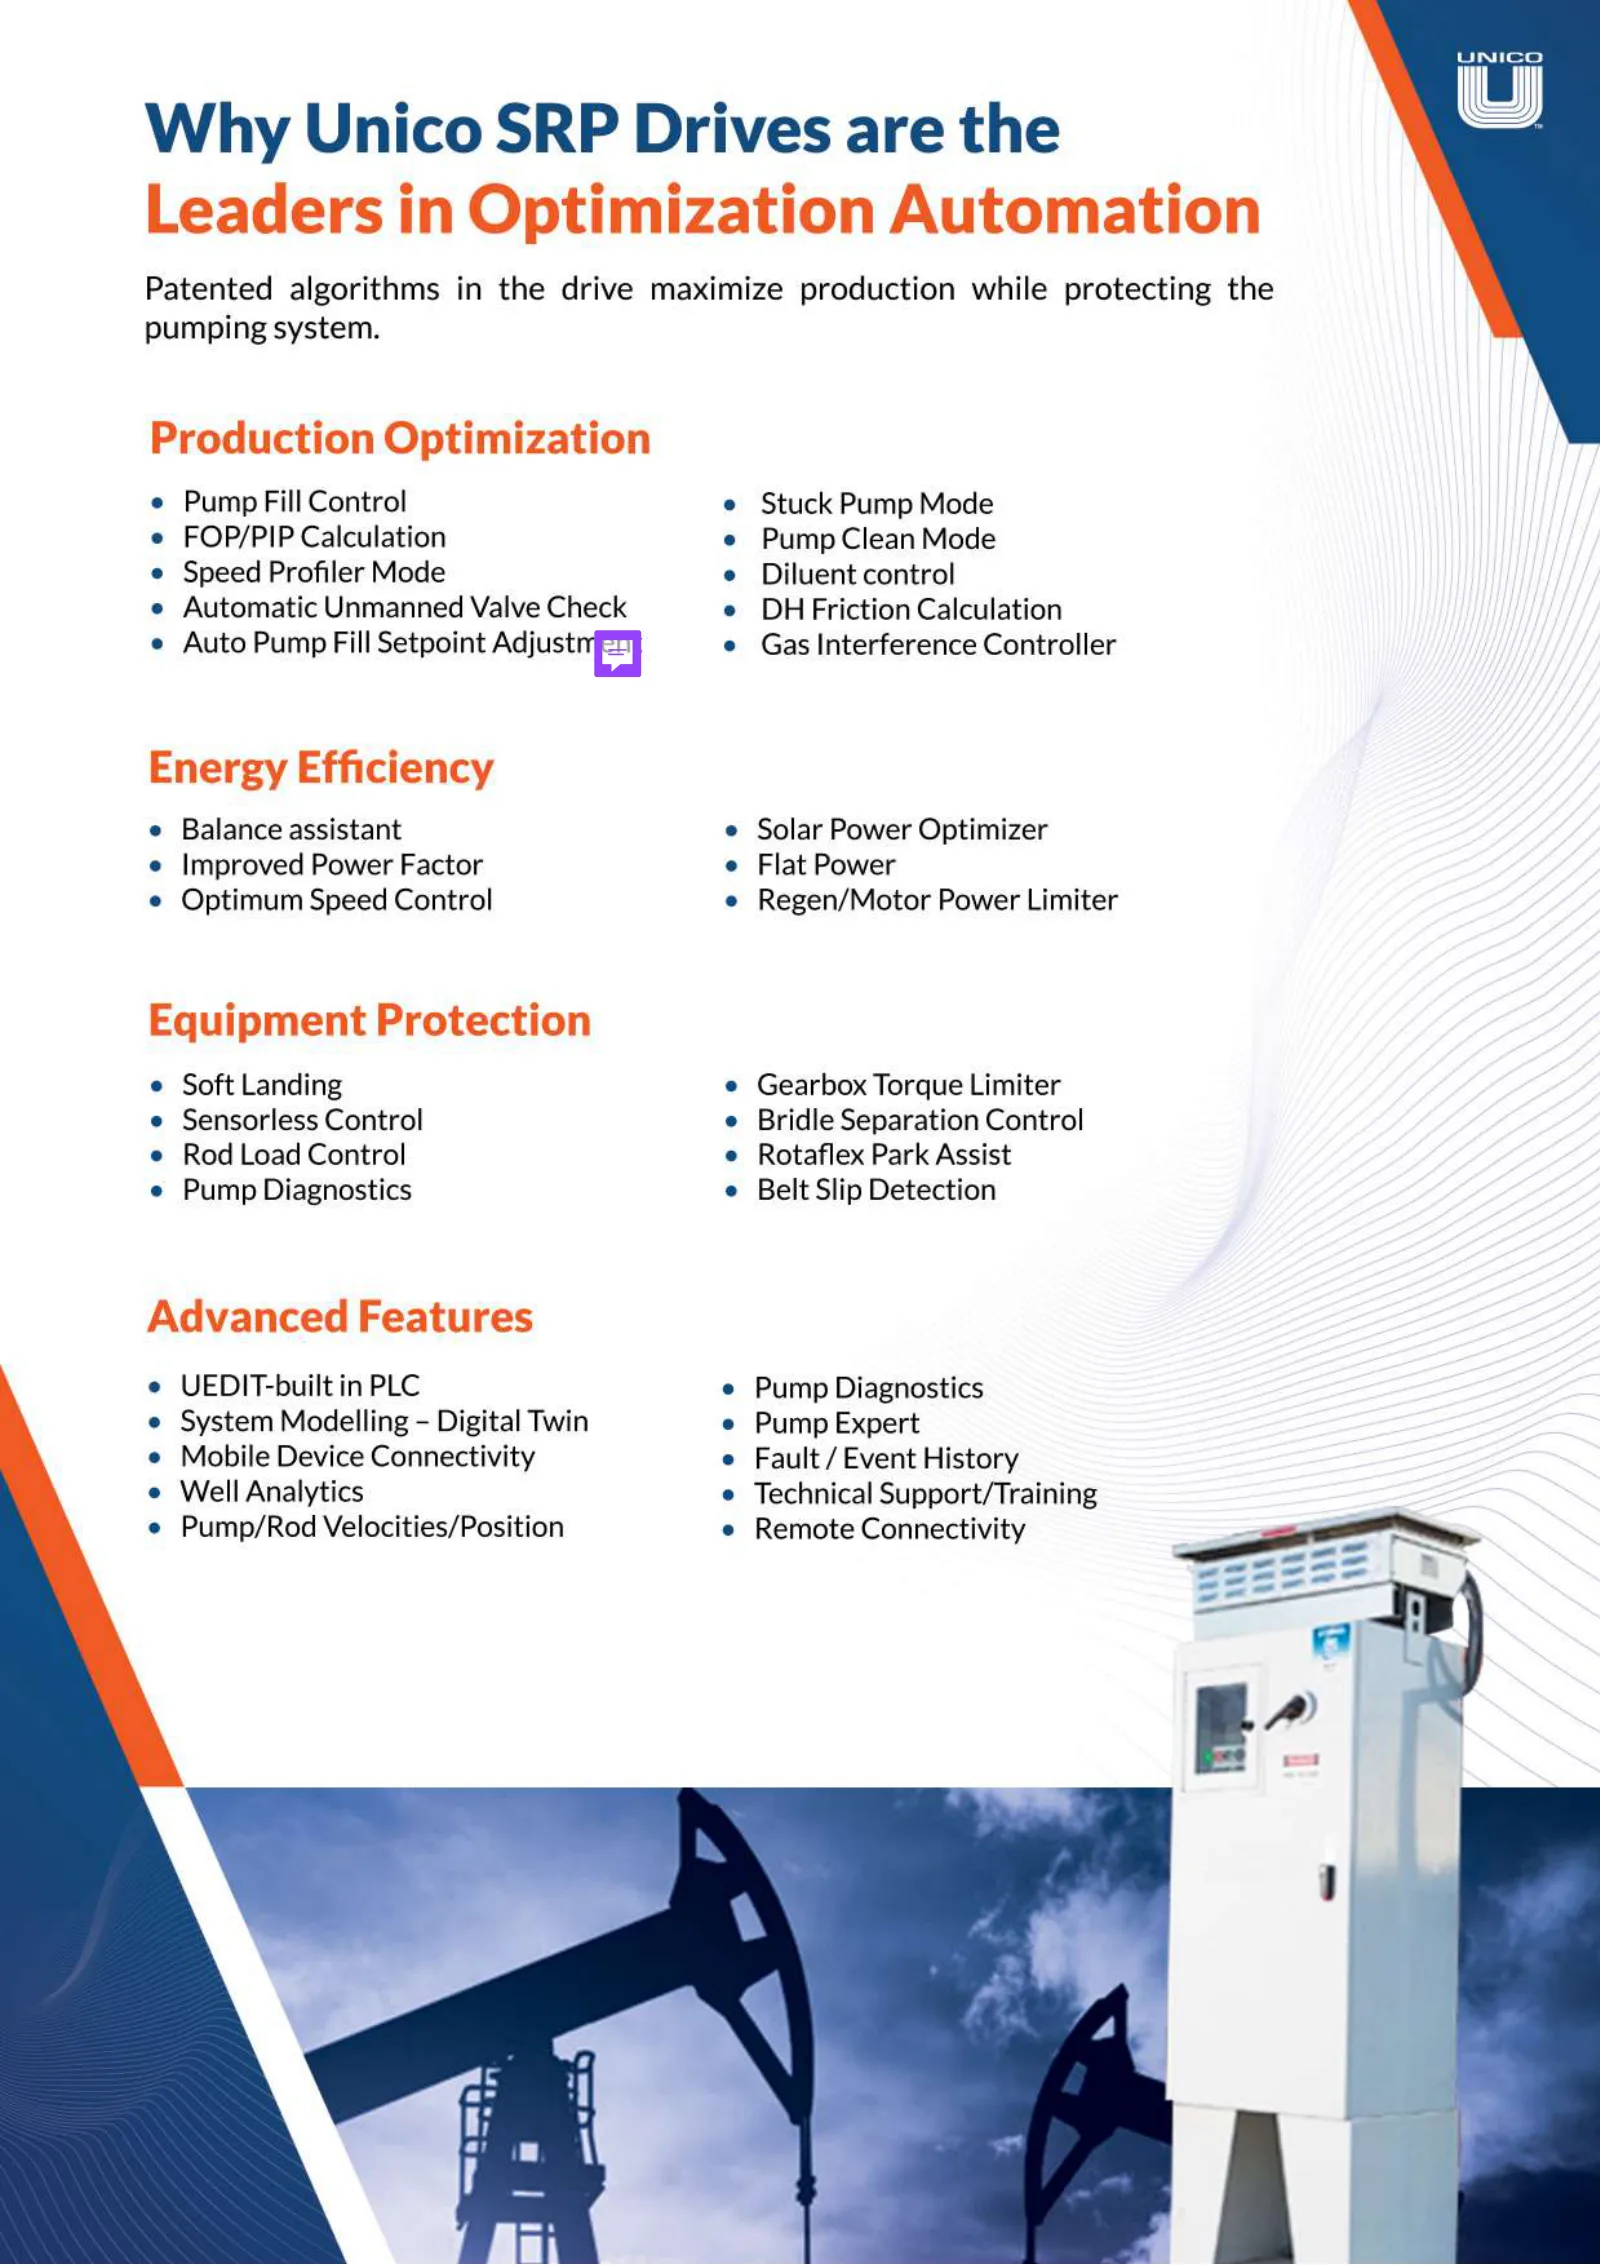 UNICO
Why Unico SRP Drives are the
Leaders in Optimization Automation
Patented algorithms in the drive maximize production while protecting the
pumping system.
Production Optimization
Pump Fill Control
FOP/PIP Calculation
Speed Profiler Mode
Automatic Unmanned Valve Check
Auto Pump Fill Setpoint Adjustment
Stuck Pump Mode
Pump Clean Mode
Diluent control
DH Friction Calculation
Gas Interference Controller
Energy Efficiency
Balance assistant
Improved Power Factor
Optimum Speed Control
Solar Power Optimizer
Flat Power
Regen/Motor Power Limiter
Equipment Protection
Soft Landing
Sensorless Control
Rod Load Control
Pump Diagnostics
Gearbox Torque Limiter
Bridle Separation Control
Rotaflex Park Assist
Belt Slip Detection
Advanced Features
UEDIT-built in PLC
System Modelling – Digital Twin
Mobile Device Connectivity
Well Analytics
Pump/Rod Velocities/Position
Pump Diagnostics
Pump Expert
Fault / Event History
Technical Support/Training
Remote Connectivity